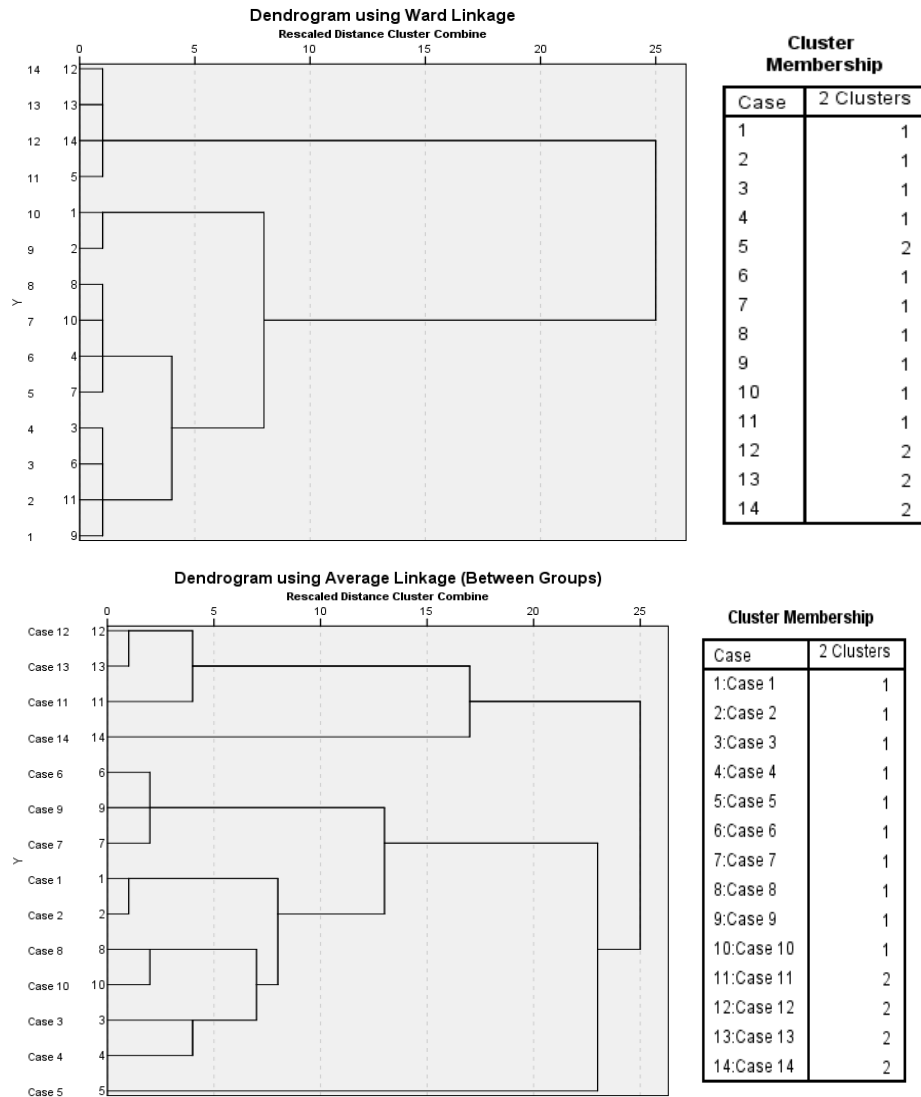 Dendrogram using Ward Linkage
Rescaled Distance Cluster Combine
0 5 10 15 20 25
14 12
13 13
12 14
11 5
10 1
9 2
8 8
Y
7 10
6 4
5 7
4 3
3 6
2 11
1 9
Cluster
Membership
Case 2 Clusters
1 1
2 1
3 1
4 1
5 2
6 1
7 1
8 1
9 1
10 1
11 1
12 2
13 2
14 2
Dendrogram using Average Linkage (Between Groups)
Rescaled Distance Cluster Combine
0 5 10 15 20 25
Case 12 12
Case 13 13
Case 11 11
Case 14 14
Case 6 6
Case 9 9
Case 7 7
Y
Case 1 1
Case 2 2
Case 8 8
Case 10 10
Case 3 3
Case 4 4
Case 5 5
Cluster Membership
Case 2 Clusters
1:Case 1 1
2:Case 2 1
3:Case 3 1
4:Case 4 1
5:Case 5 1
6:Case 6 1
7:Case 7 1
8:Case 8 1
9:Case 9 1
10:Case 10 1
11:Case 11 2
12:Case 12 2
13:Case 13 2
14:Case 14 2